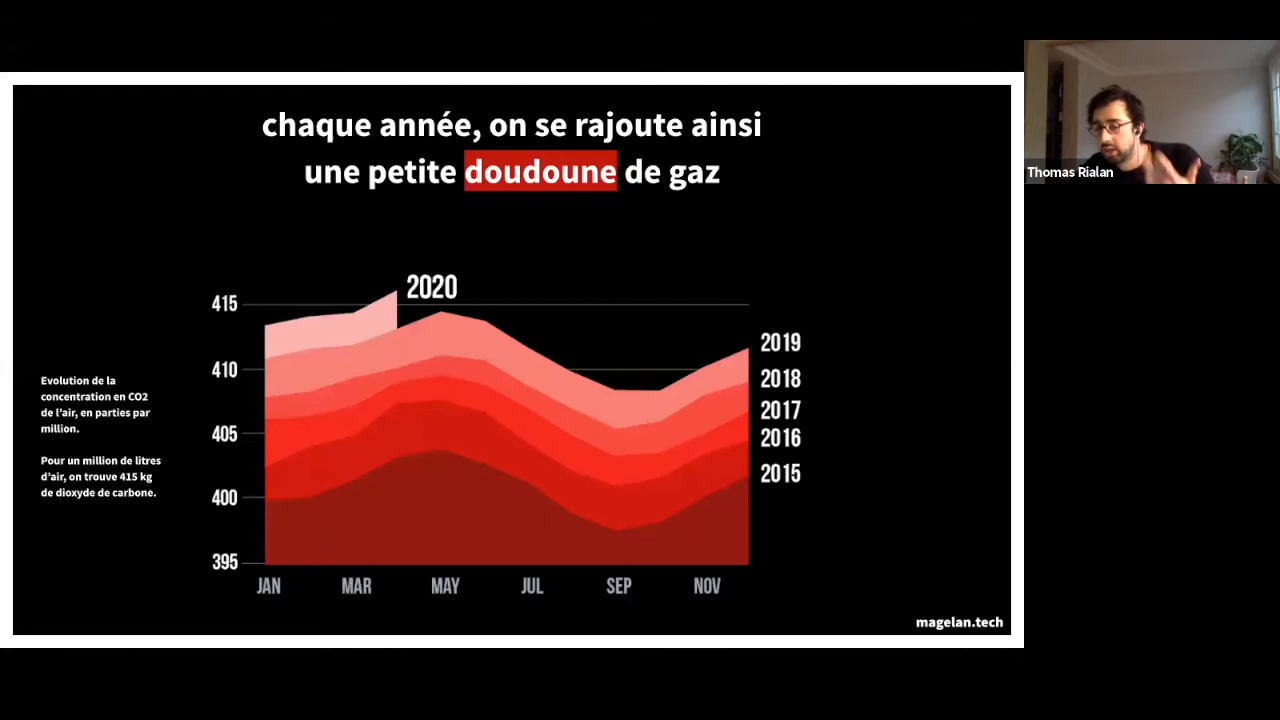 chaque année, on se rajoute ainsi
une petite doudoune de gaz
Thomas Rialan
2020
415
410
405
400
395
2019
2018
2017
2016
2015
Evolution de la
concentration en CO2
de l'air, en parties par
million.
Pour un million de litres
d'air, on trouve 415 kg
de dioxyde de carbone.
JAN MAR MAY JUL SEP NOV
magelan.tech